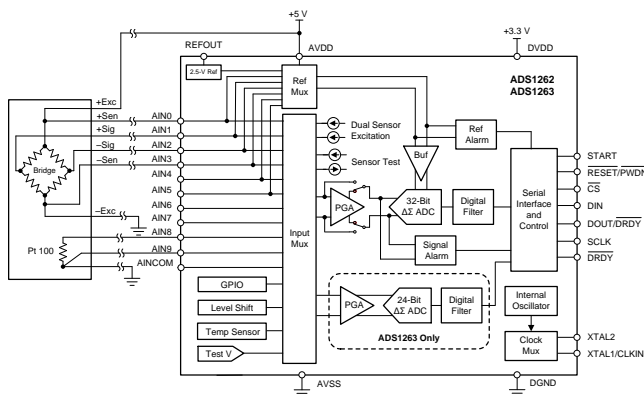 +5 V
+3.3 V
REFOUT
AVDD
DVDD
2.5-V Ref
Ref
Mux
ADS1262
ADS1263
+Exc
+Sen
AIN0
+Sig
AIN1
–Sig
AIN2
–Sen
AIN3
AIN4
AIN5
AIN6
–Exc
AIN7
AIN8
AIN9
AINCOM
Bridge
Pt 100
Dual Sensor
Excitation
Sensor Test
Input
Mux
PGA
Buf
32-Bit
ΔΣ ADC
Digital
Filter
Ref
Alarm
Signal
Alarm
Serial
Interface
and
Control
START
RESET/PWDN
CS
DIN
DOUT/DRDY
SCLK
DRDY
GPIO
Level Shift
Temp Sensor
Test V
PGA
24-Bit
ΔΣ ADC
Digital
Filter
ADS1263 Only
Internal
Oscillator
Clock
Mux
XTAL2
XTAL1/CLKIN
AVSS
DGND